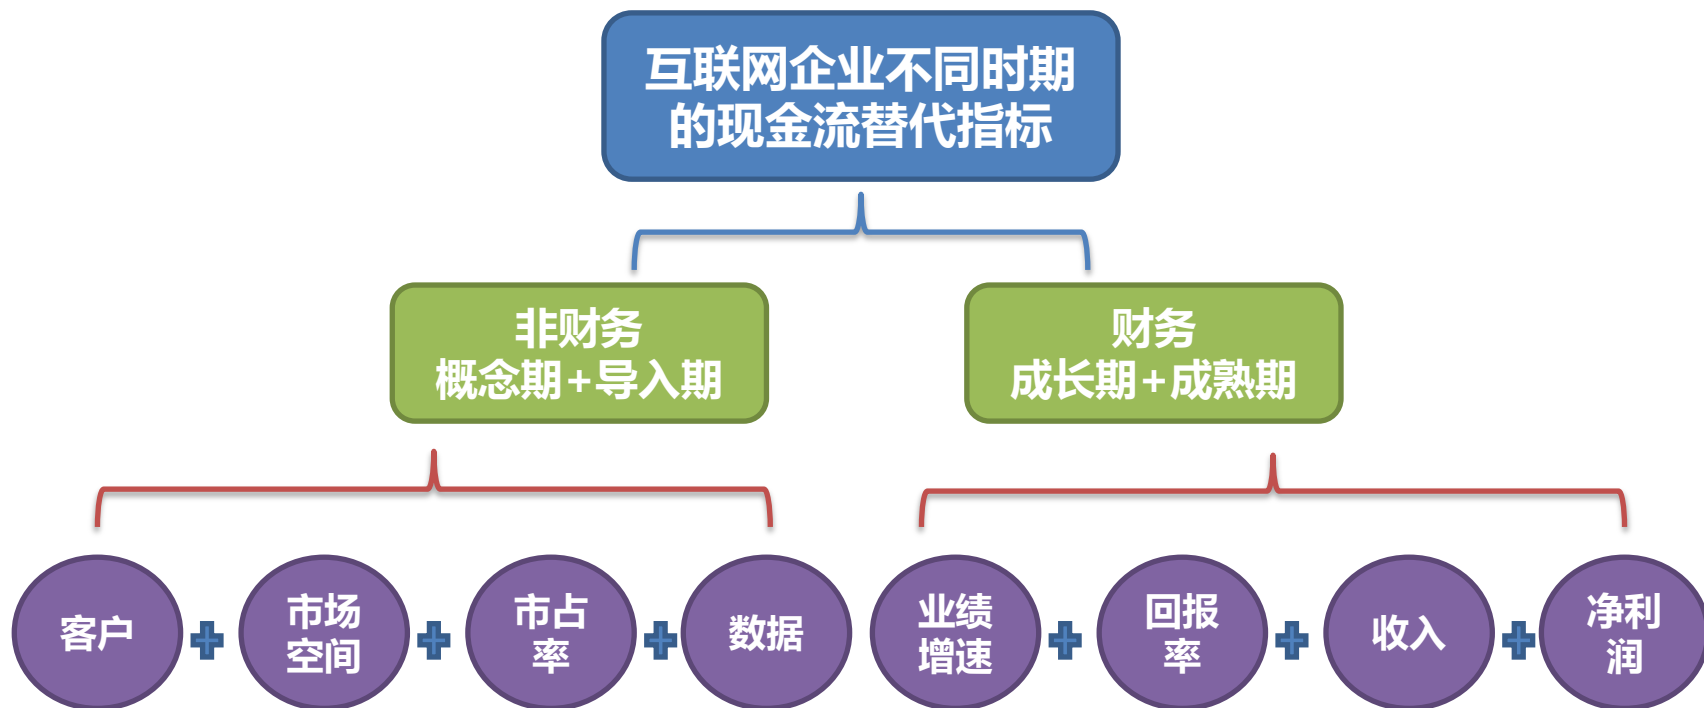 互联网企业不同时期
的现金流替代指标
非财务
概念期+导入期
财务
成长期+成熟期
客户
市场
空间
市占
率
数据
业绩
增速
回报
率
收入
净利
润